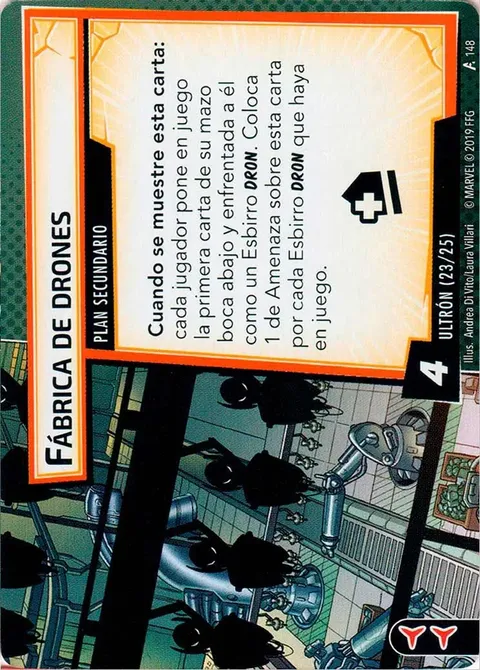 FÁBRICA DE DRONES
PLAN SECUNDARIO
Cuando se muestre esta carta:
cada jugador pone en juego
la primera carta de su mazo
boca abajo y enfrentada a él
como un Esbirro DRON. Coloca
1 de Amenaza sobre esta carta
por cada Esbirro DRON que haya
en juego.
4
ULTRÓN (23/25)
Illus. Andrea Di Vito/Laura Villari © MARVEL © 2019 FFG
148